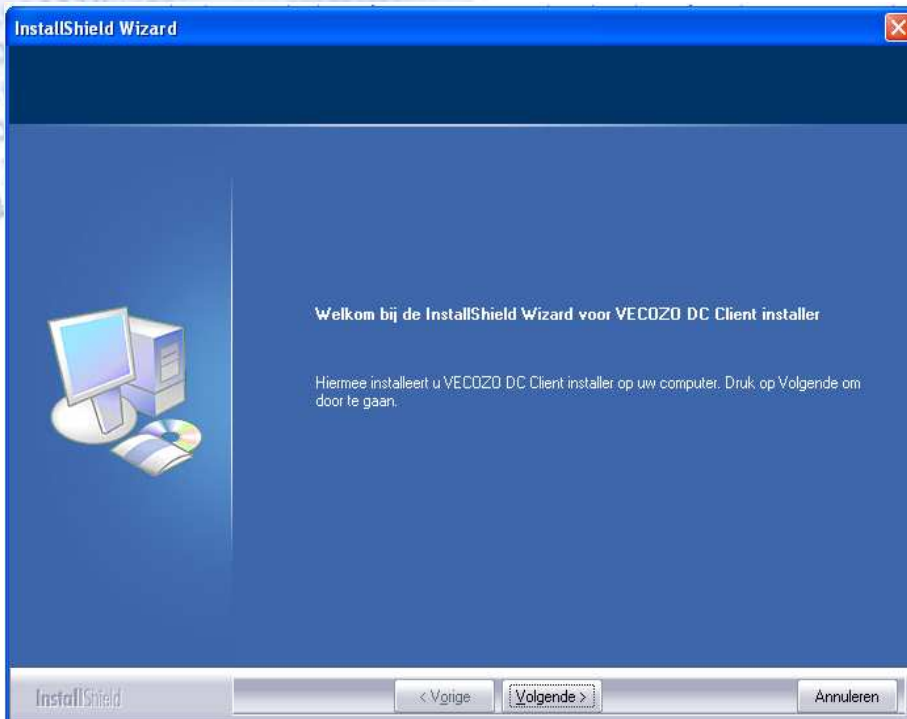 InstallShield Wizard
Welkom bij de InstallShield Wizard voor VECOZO DC Client installer
Hiermee installeert u VECOZO DC Client installer op uw computer. Druk op Volgende om
door te gaan.
InstallShield
< Vorige
Volgende >
Annuleren